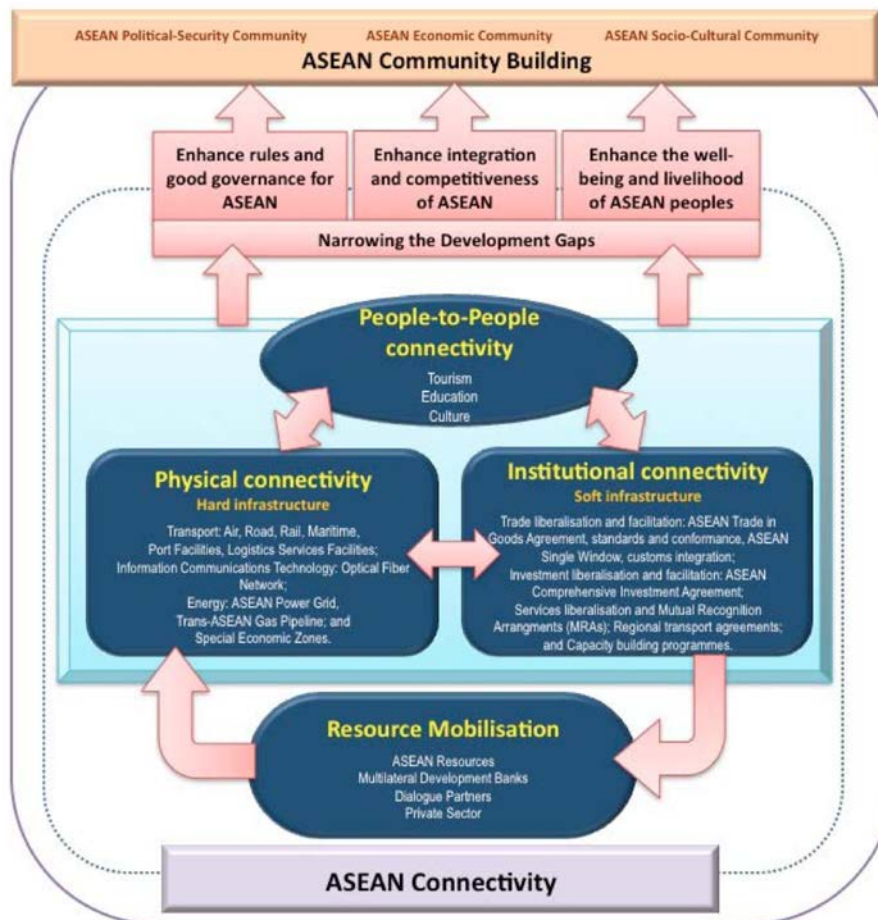 ASEAN Political-Security Community
ASEAN Economic Community
ASEAN Socio-Cultural Community
ASEAN Community Building
Enhance rules and
good governance for
ASEAN
Enhance integration
and competitiveness
of ASEAN
Enhance the well-
being and livelihood
of ASEAN peoples
Narrowing the Development Gaps
People-to-People
connectivity
Tourism
Education
Culture
Physical connectivity
Hard infrastructure
Transport: Air, Road, Rail, Maritime,
Port Facilities, Logistics Services Facilities;
Information Communications Technology: Optical Fiber
Network;
Energy: ASEAN Power Grid,
Trans-ASEAN Gas Pipeline; and
Special Economic Zones.
Institutional connectivity
Soft infrastructure
Trade liberalisation and facilitation: ASEAN Trade in
Goods Agreement, standards and conformance, ASEAN
Single Window, customs integration;
Investment liberalisation and facilitation: ASEAN
Comprehensive Investment Agreement;
Services liberalisation and Mutual Recognition
Arrangments (MRAs); Regional transport agreements;
and Capacity building programmes.
Resource Mobilisation
ASEAN Resources
Multilateral Development Banks
Dialogue Partners
Private Sector
ASEAN Connectivity